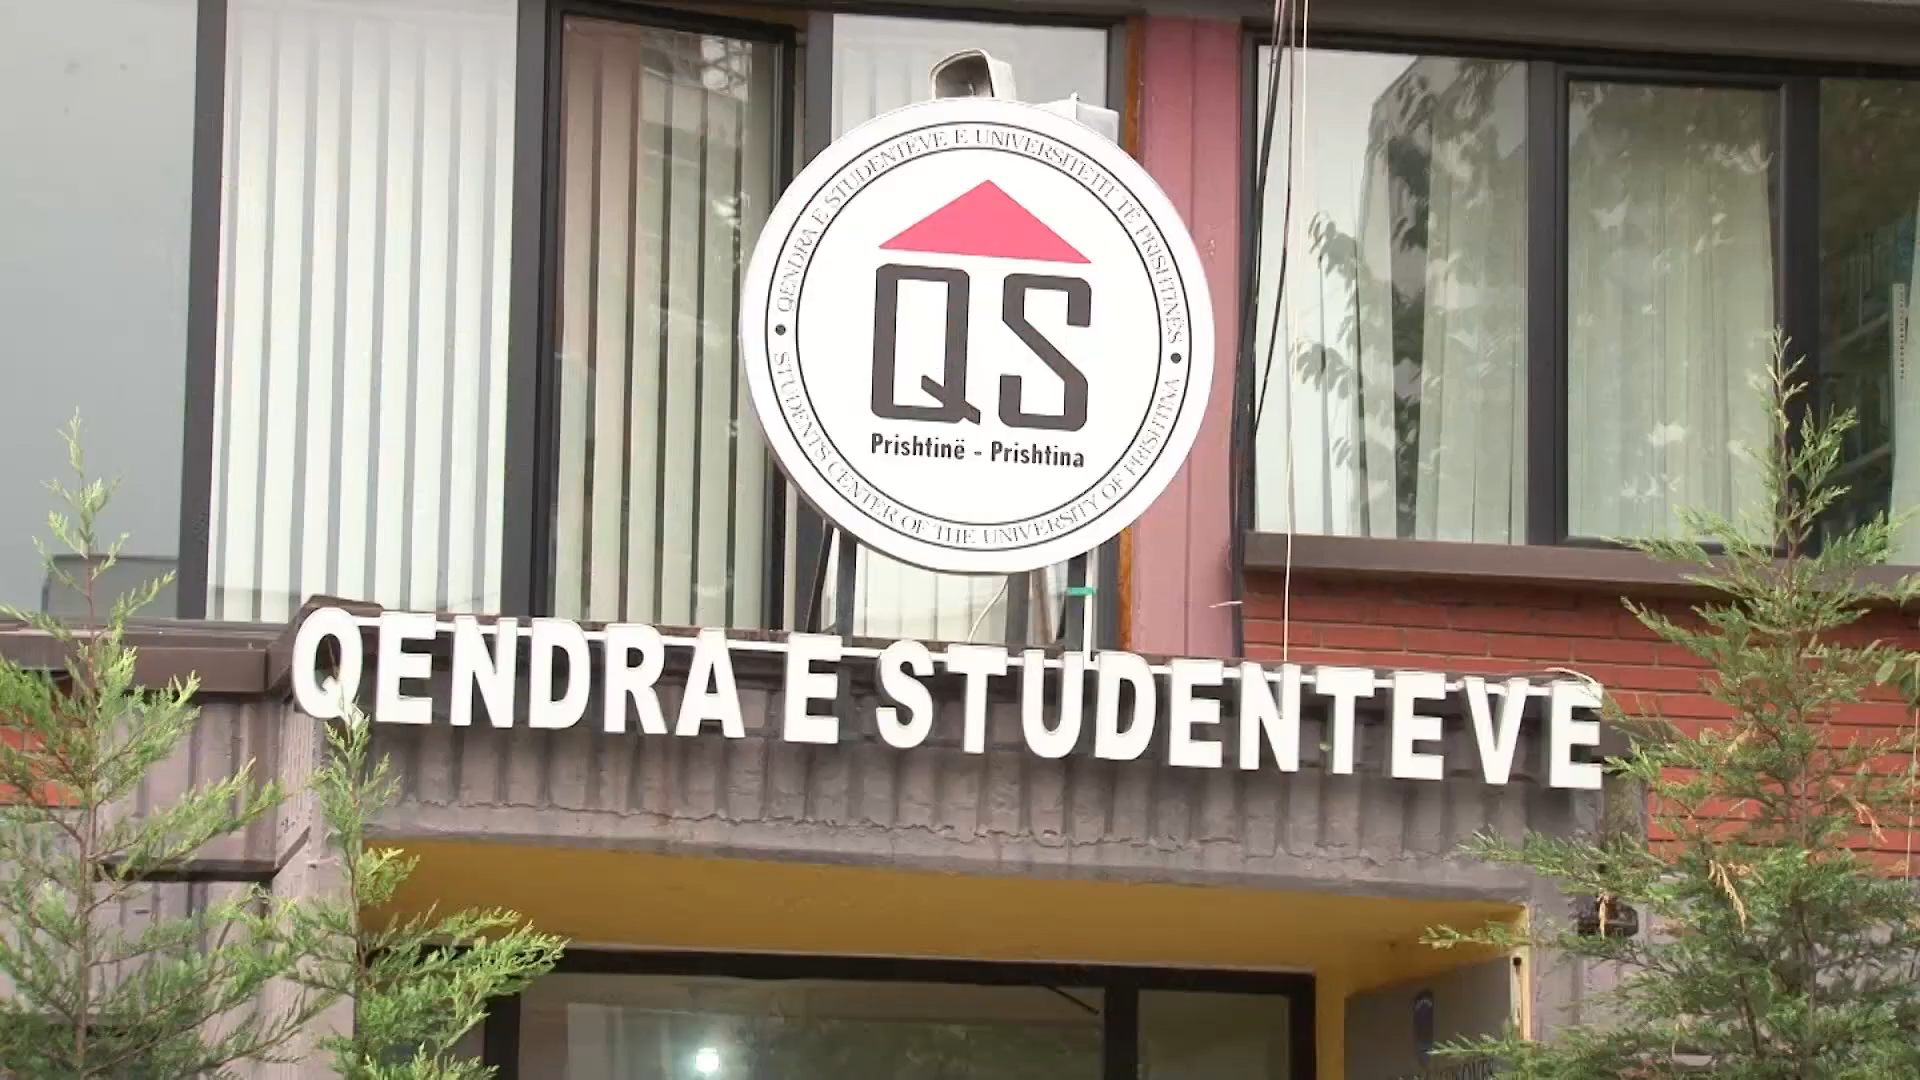 QENDRA E STUDENTËVE E UNIVERSITETIT TË PRISHTINËS
QS
Prishtinë - Prishtina
STUDENTS CENTER OF THE UNIVERSITY OF PRISHTINA
QENDRA E STUDENTEVE